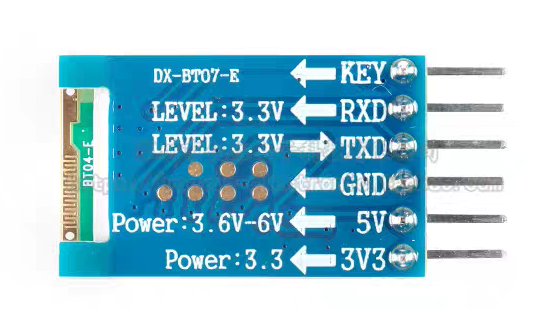 DX-BT07-E KEY
LEVEL:3.3V RXD
LEVEL:3.3V TXD
GND
Power:3.6V-6V 5V
Power:3.3 3V3
BT04-E